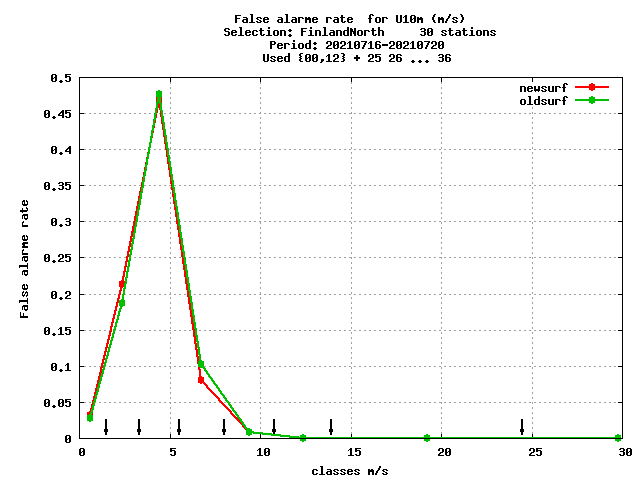 False alarme rate  for U10m (m/s)
Selection: FinlandNorth     30 stations
Period: 20210716-20210720
Used {00,12} + 25 26 ... 36
newsurf
oldsurf
0.5
0.45
0.4
0.35
0.3
0.25
0.2
0.15
0.1
0.05
0
False alarme rate
0 5 10 15 20 25 30
classes m/s